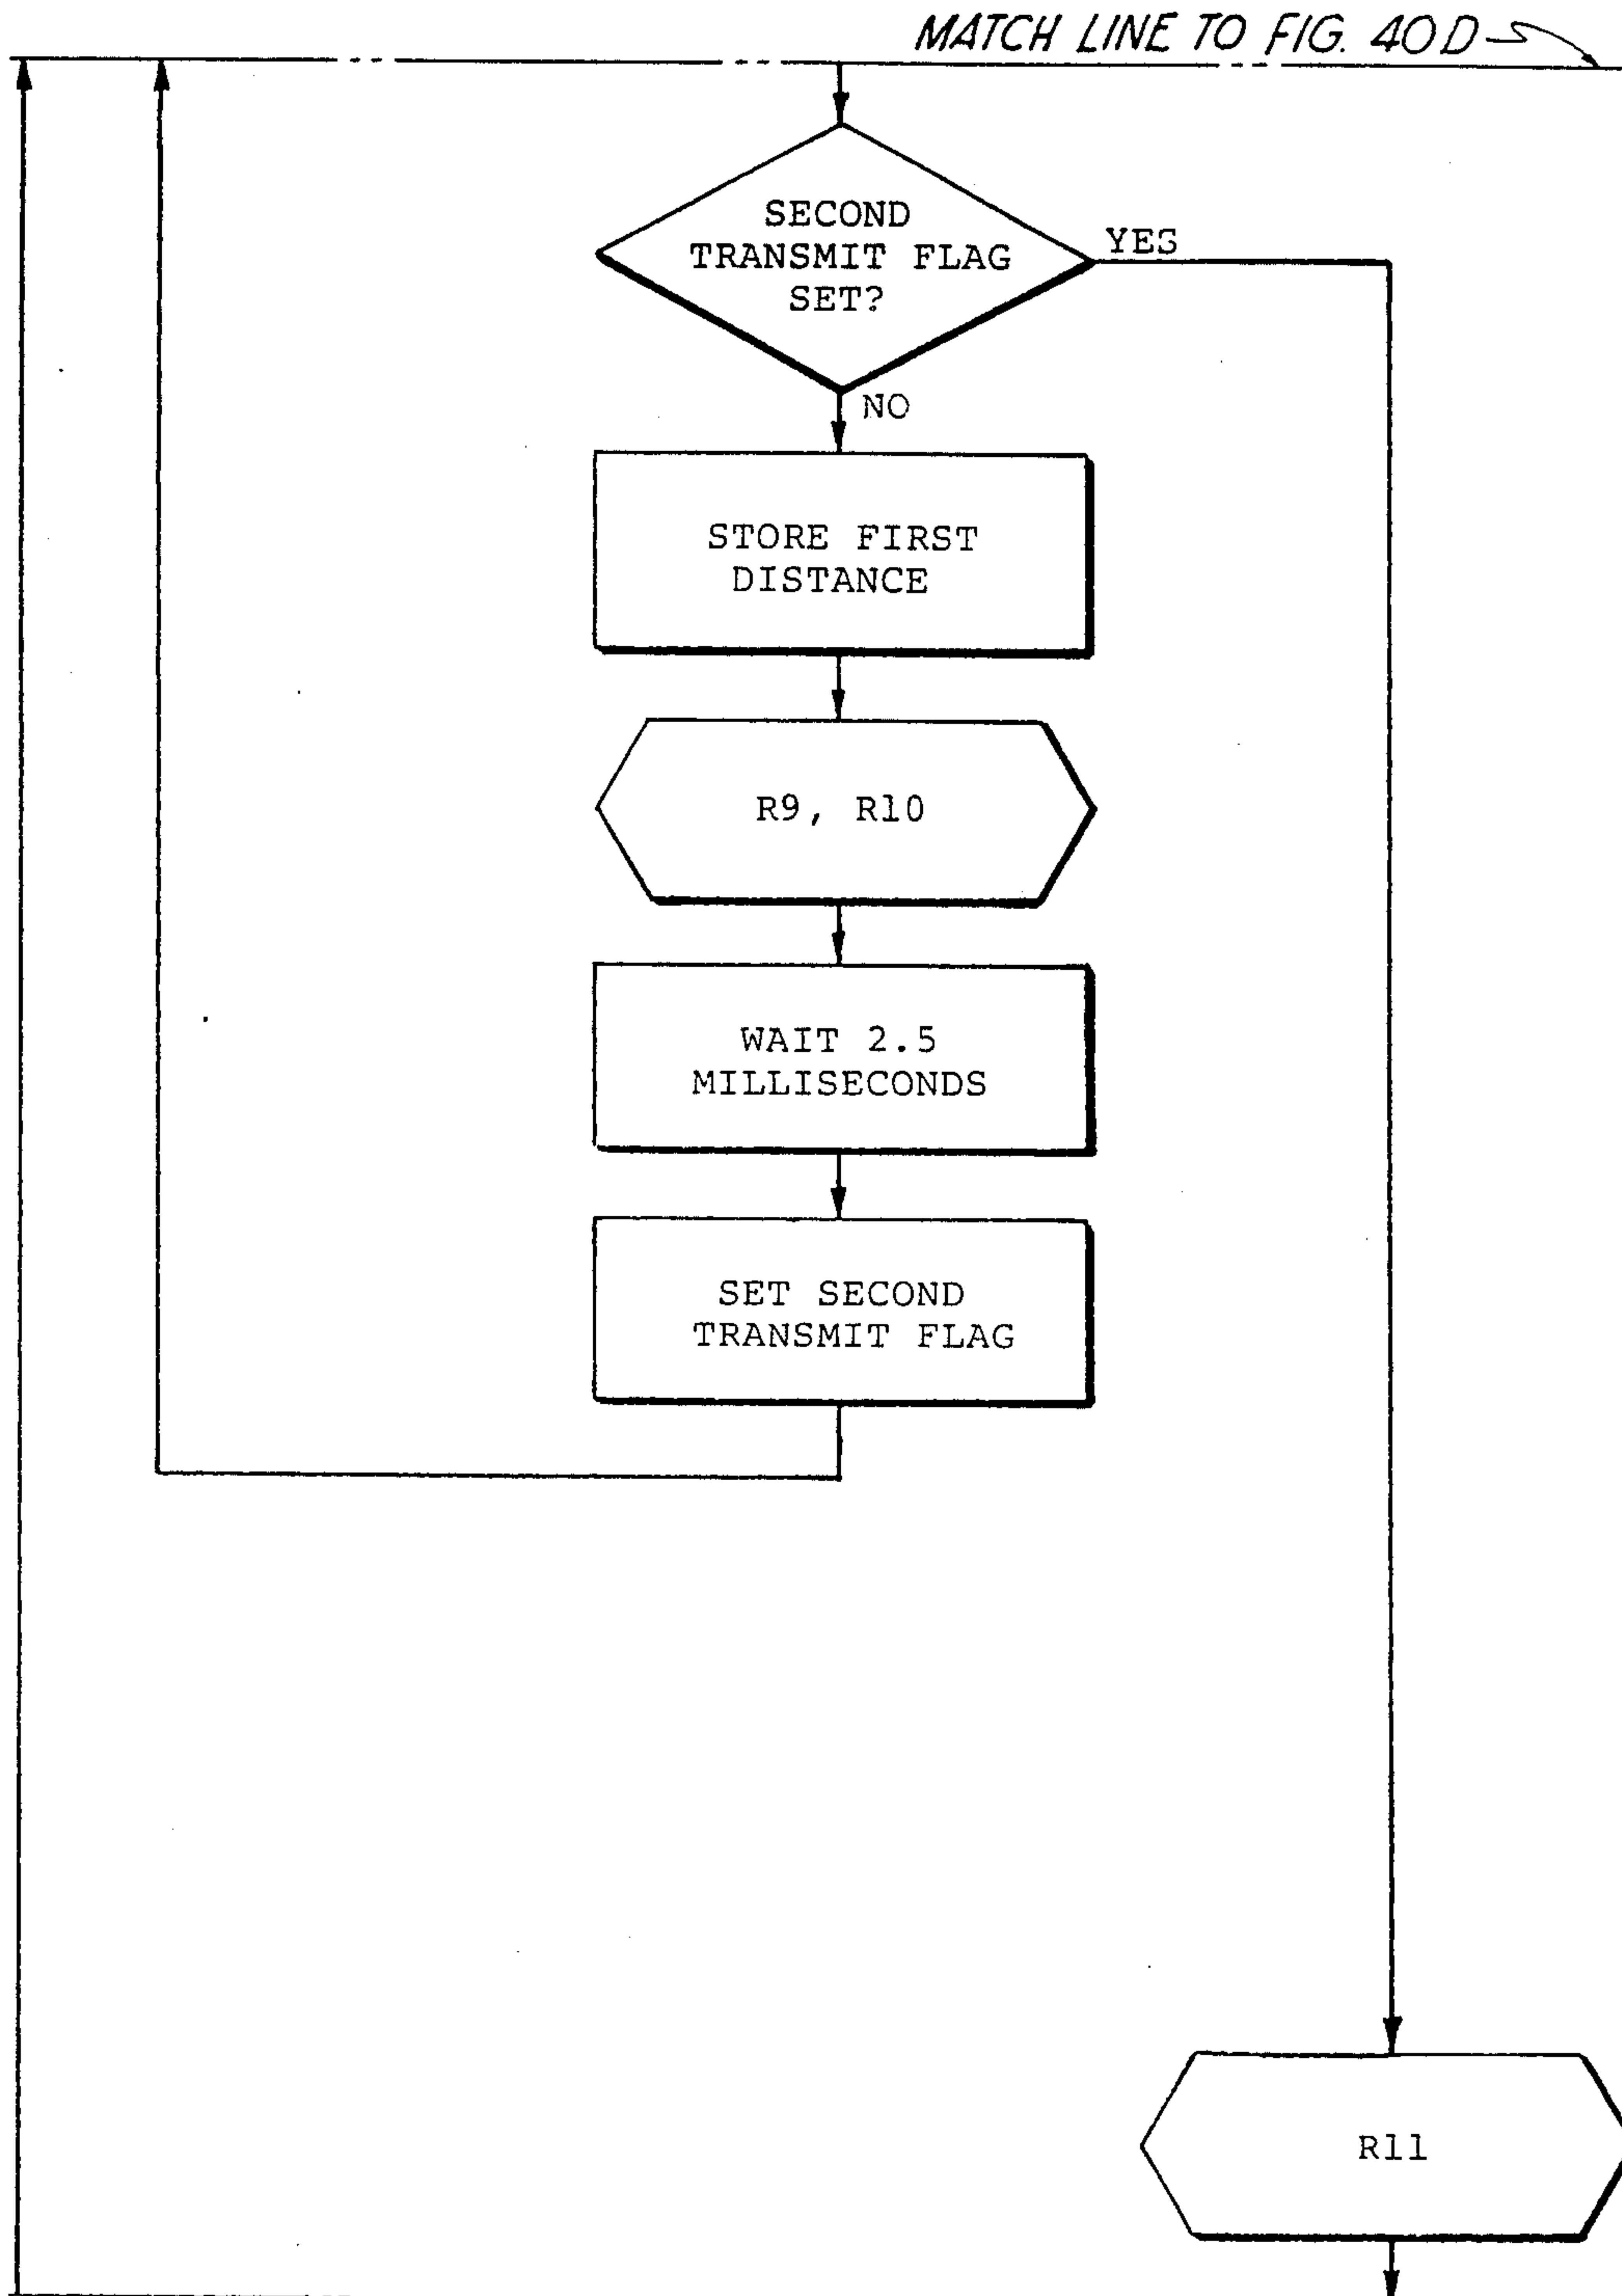 MATCH LINE TO FIG. 40D
SECOND
TRANSMIT FLAG
SET?
YES
NO
STORE FIRST
DISTANCE
R9, R10
WAIT 2.5
MILLISECONDS
SET SECOND
TRANSMIT FLAG
R11